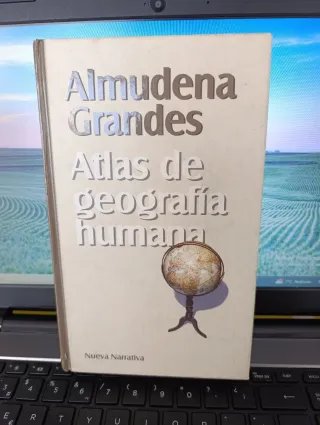 Almudena
Grandes
Atlas de
geografía
humana
Nueva Narrativa